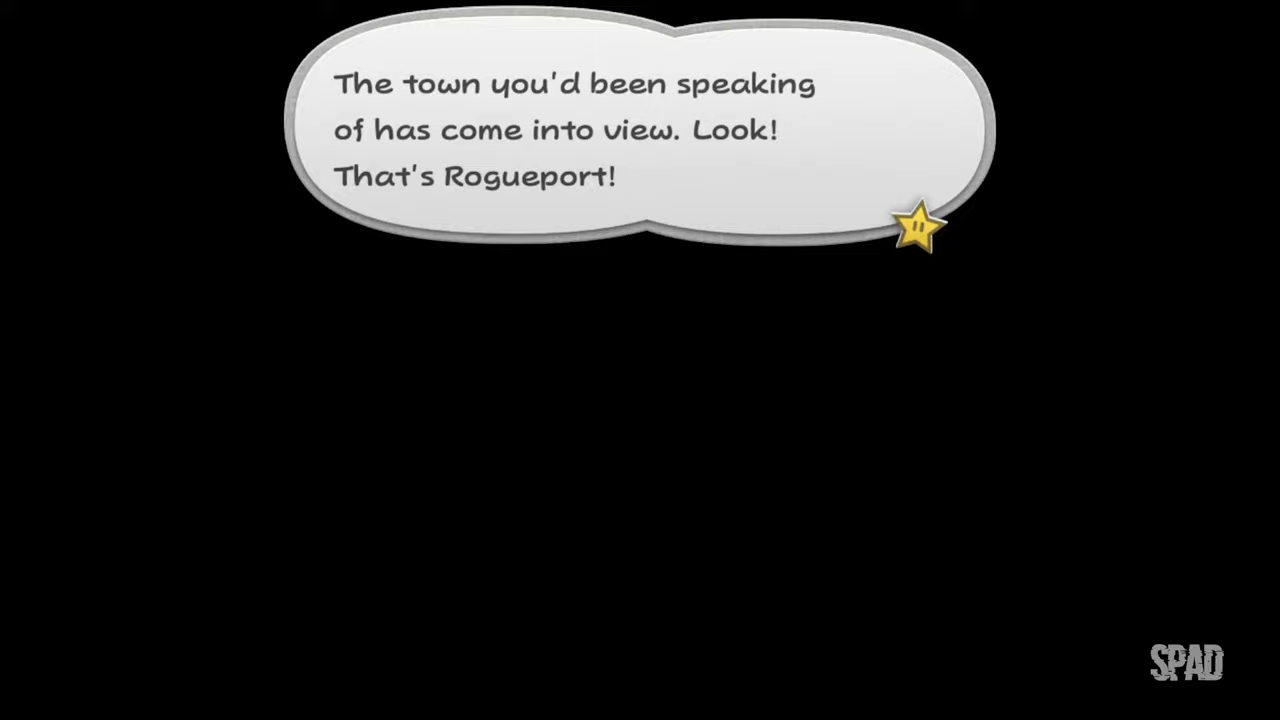 The town you'd been speaking
of has come into view. Look!
That's Rogueport!
SPAD